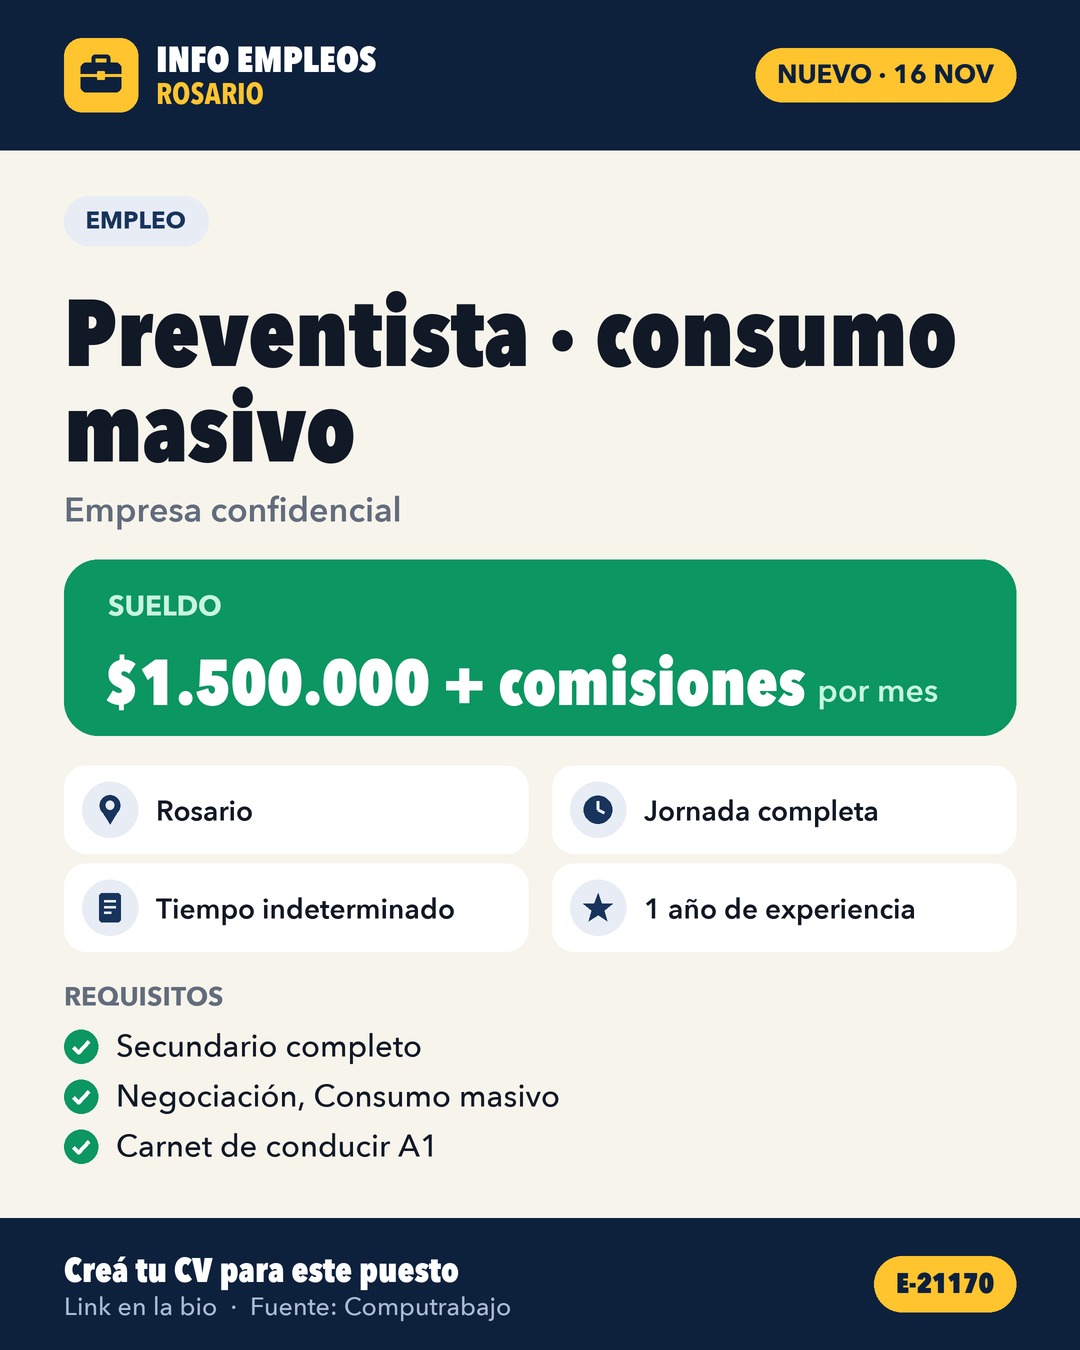 INFO EMPLEOS
ROSARIO
NUEVO · 16 NOV
EMPLEO
Preventista · consumo
masivo
Empresa confidencial
SUELDO
$1.500.000 + comisiones por mes
Rosario
Jornada completa
Tiempo indeterminado
1 año de experiencia
REQUISITOS
Secundario completo
Negociación, Consumo masivo
Carnet de conducir A1
Creá tu CV para este puesto
Link en la bio · Fuente: Computrabajo
E-21170